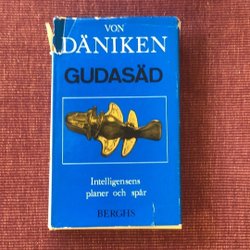 VON
DÄNIKEN
GUDASÄD
Intelligensens
planer och spår
BERGHS